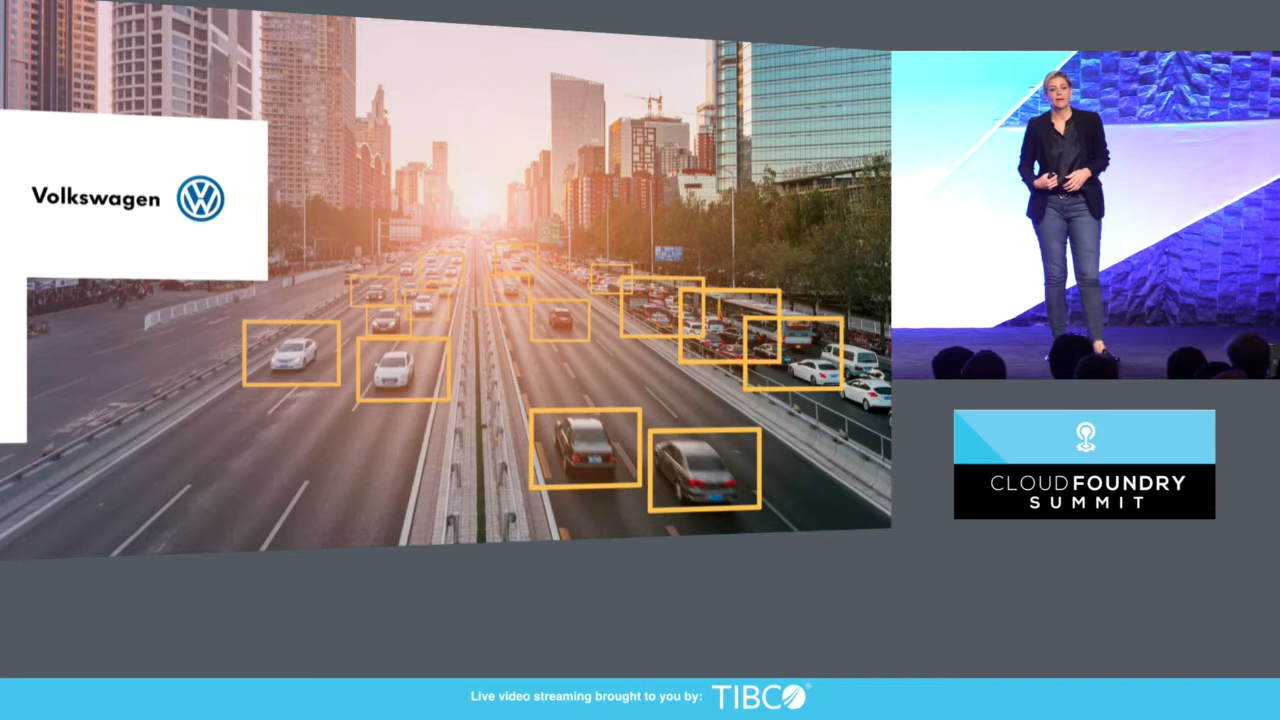 Volkswagen
CLOUD FOUNDRY
SUMMIT
Live video streaming brought to you by: TIBCO®